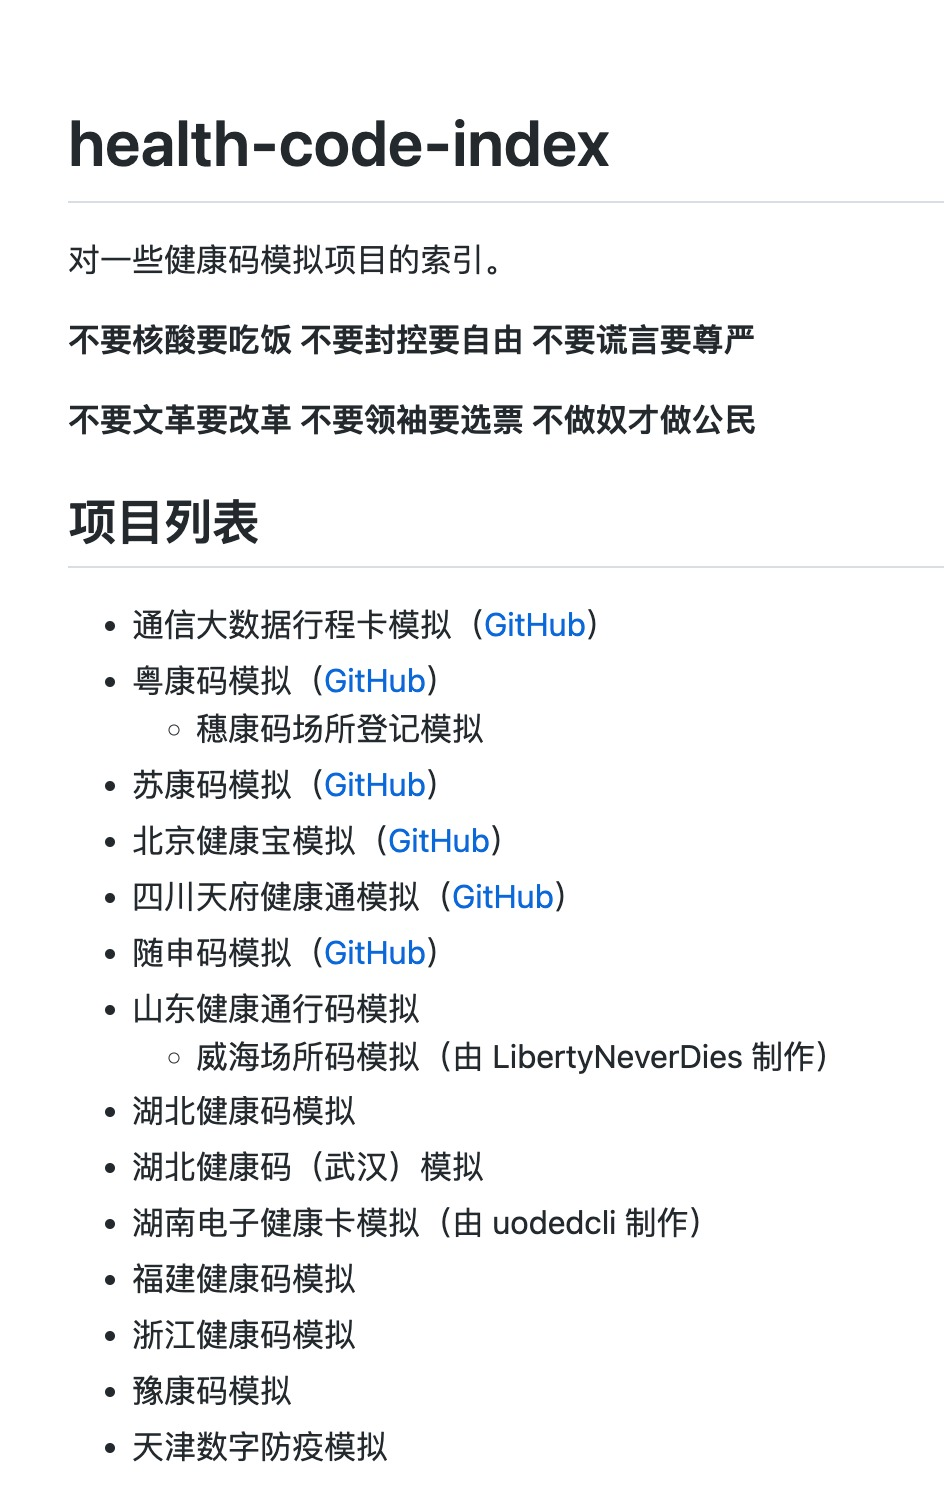 health-code-index
对一些健康码模拟项目的索引。
不要核酸要吃饭 不要封控要自由 不要谎言要尊严
不要文革要改革 不要领袖要选票 不做奴才做公民
项目列表
• 通信大数据行程卡模拟（GitHub）
• 粤康码模拟（GitHub）
◦ 穗康码场所登记模拟
• 苏康码模拟（GitHub）
• 北京健康宝模拟（GitHub）
• 四川天府健康通模拟（GitHub）
• 随申码模拟（GitHub）
• 山东健康通行码模拟
◦ 威海场所码模拟（由 LibertyNeverDies 制作）
• 湖北健康码模拟
• 湖北健康码（武汉）模拟
• 湖南电子健康卡模拟（由 uodedcli 制作）
• 福建健康码模拟
• 浙江健康码模拟
• 豫康码模拟
• 天津数字防疫模拟